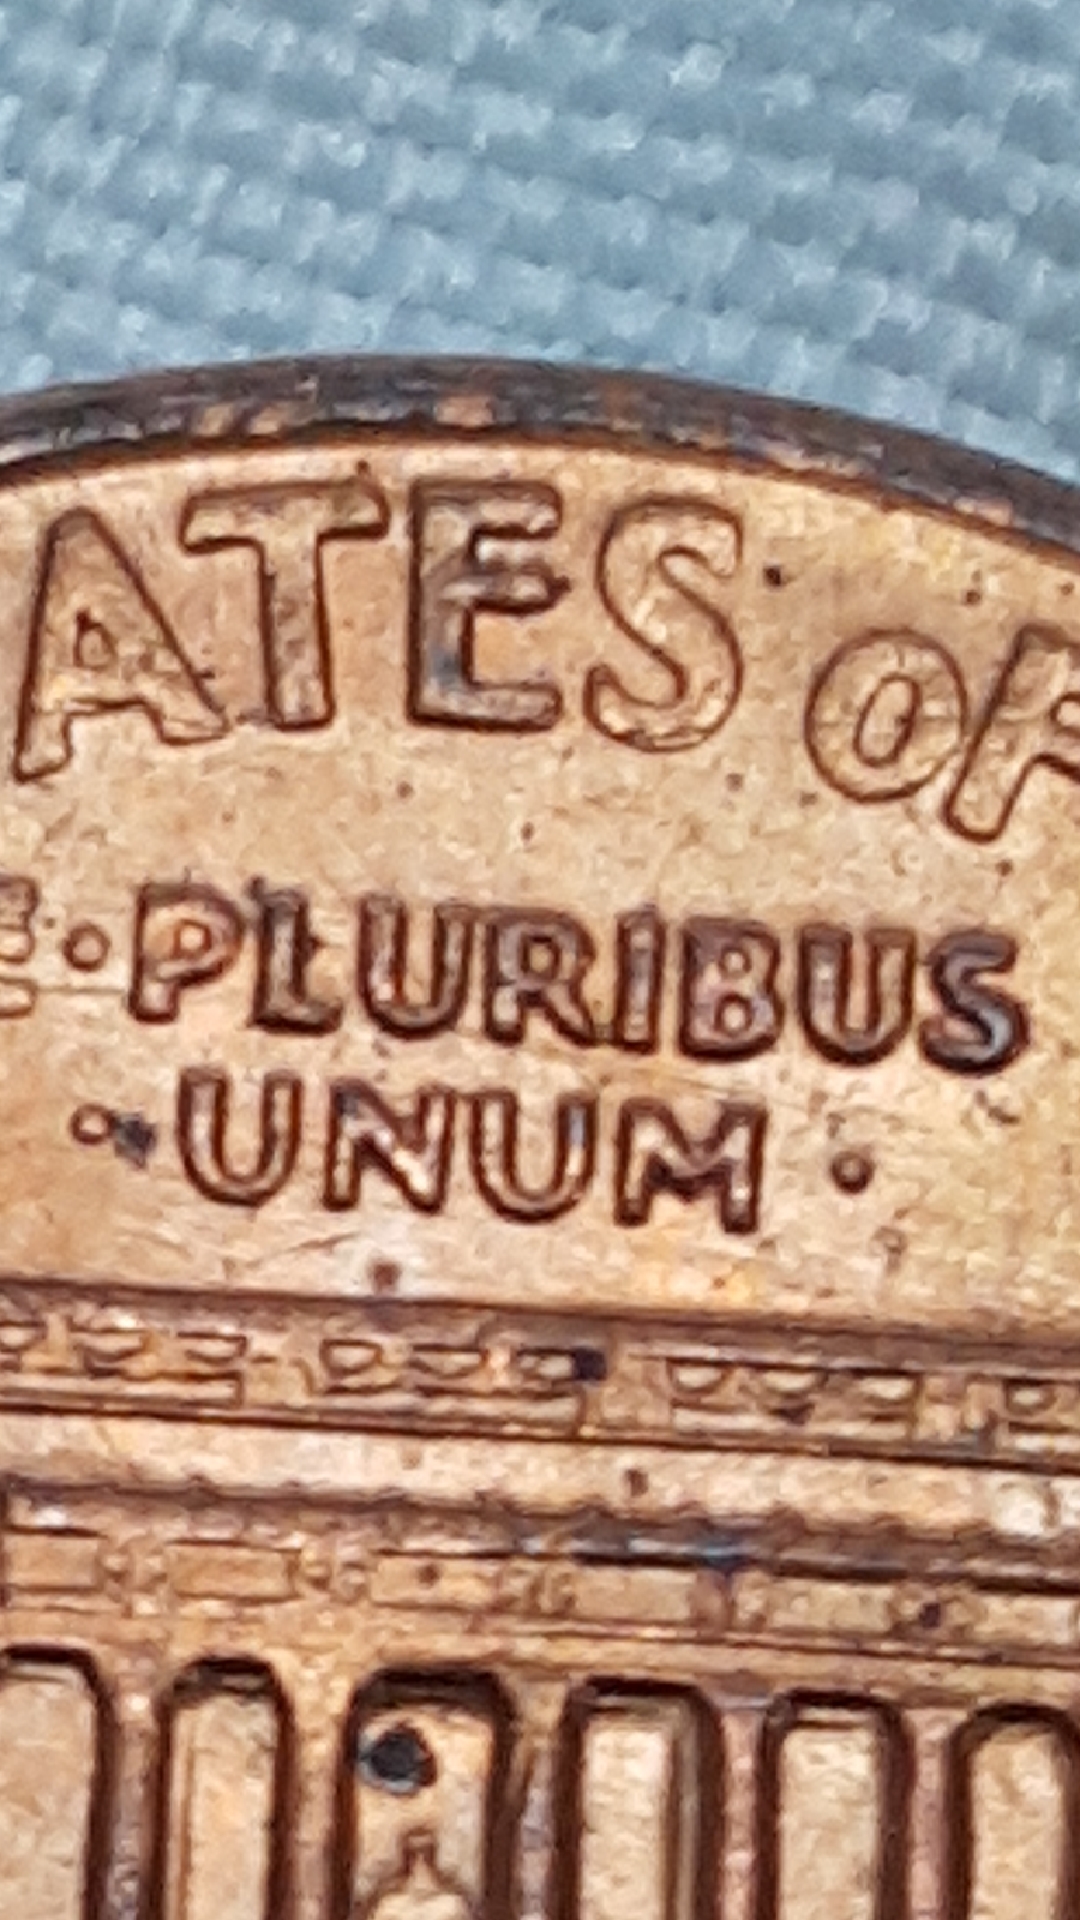 ATES OF
E·PLURIBUS
·UNUM·